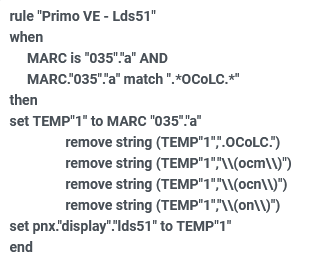 rule "Primo VE - Lds51"
when
MARC is "035"."a" AND
MARC."035"."a" match ".*OCoLC.*"
then
set TEMP"1" to MARC "035"."a"
remove string (TEMP"1",".OCoLC.")
remove string (TEMP"1","\\(ocm\\)")
remove string (TEMP"1","\\(ocn\\)")
remove string (TEMP"1","\\(on\\)")
set pnx."display"."lds51" to TEMP"1"
end